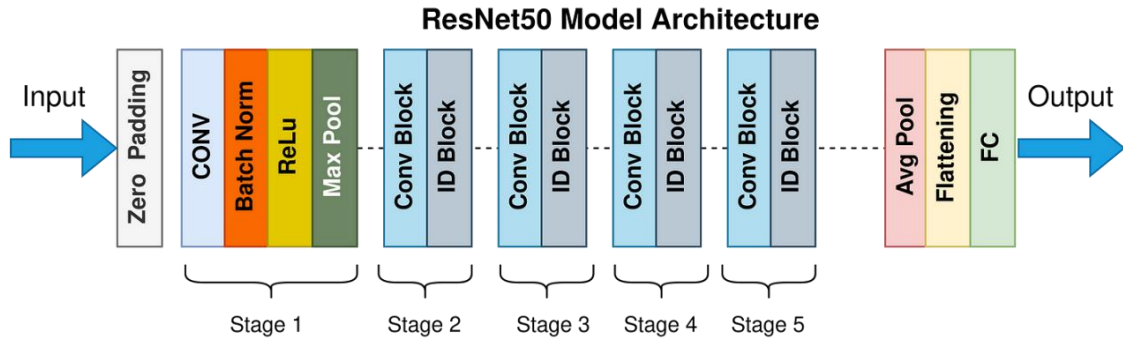 ResNet50 Model Architecture
Input
Zero Padding
CONV
Batch Norm
ReLu
Max Pool
Conv Block
ID Block
Conv Block
ID Block
Conv Block
ID Block
Conv Block
ID Block
Avg Pool
Flattening
FC
Output
Stage 1
Stage 2
Stage 3
Stage 4
Stage 5